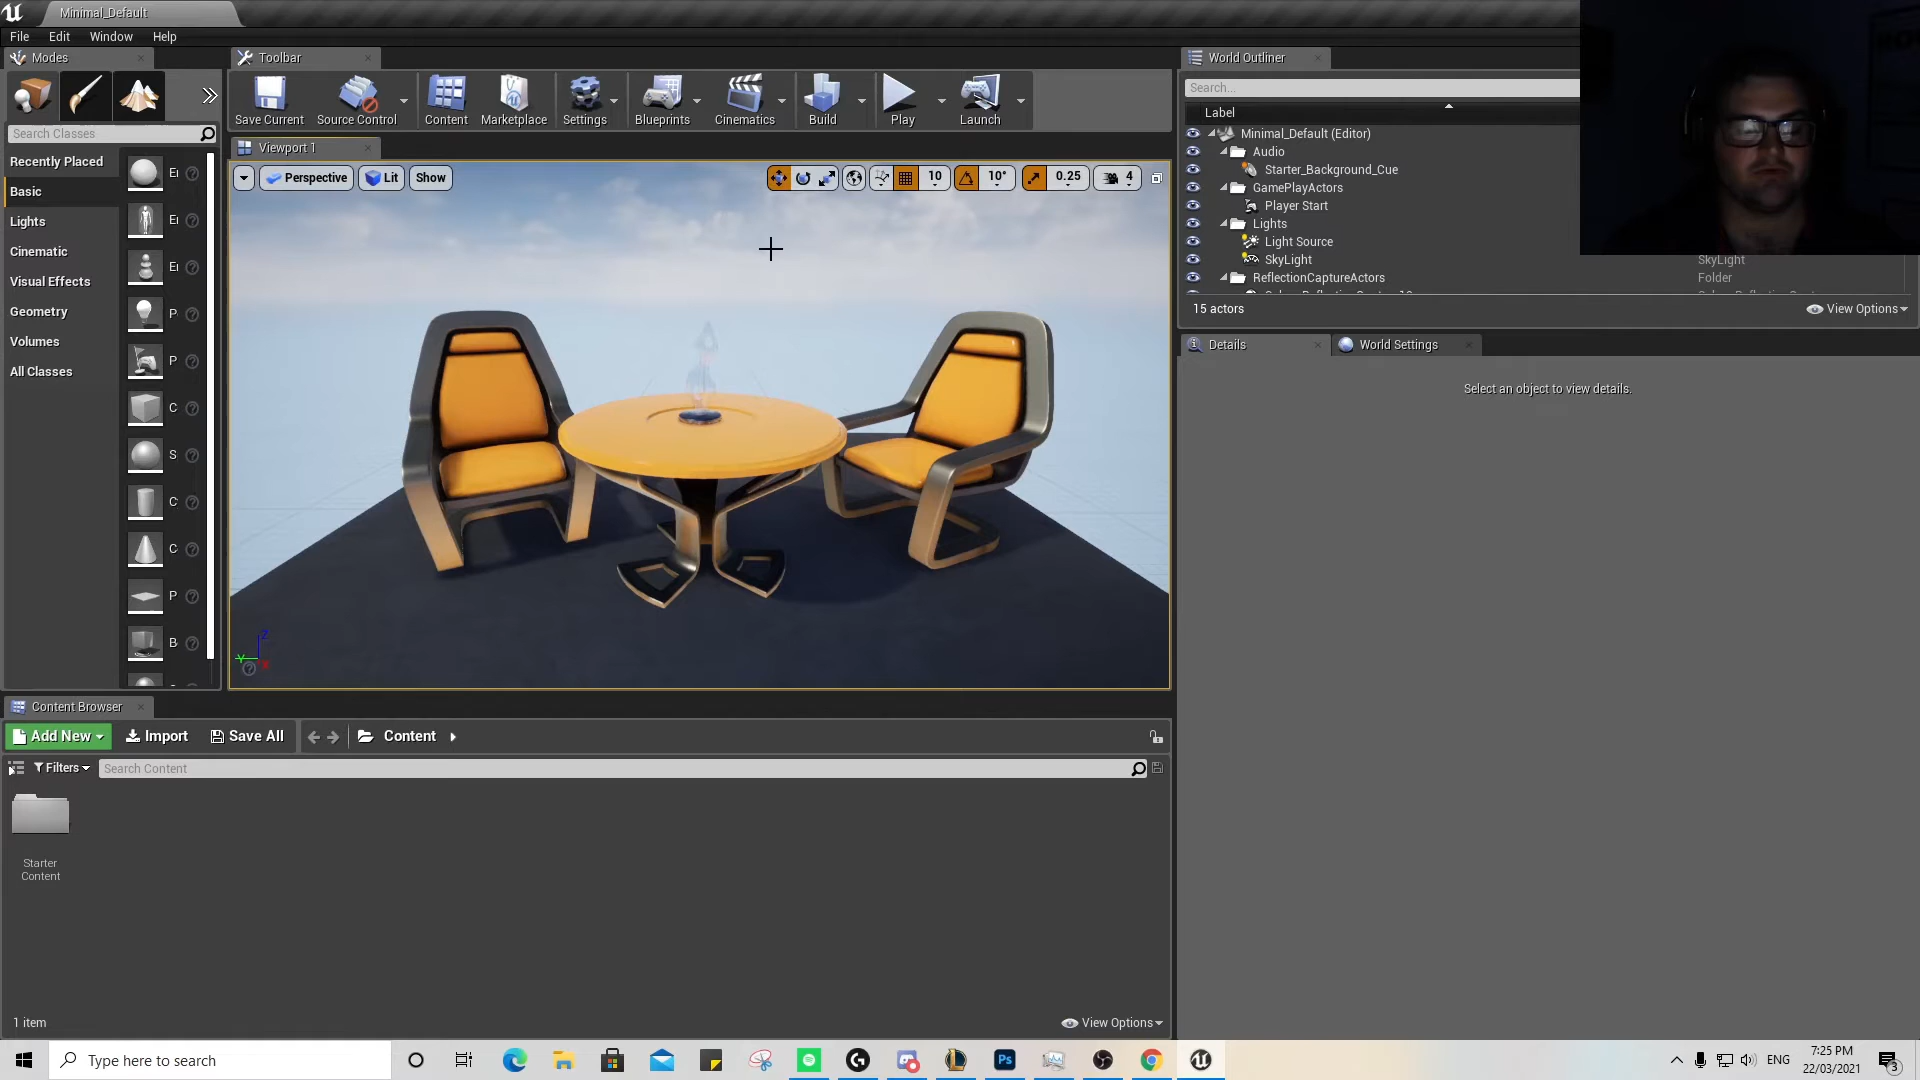 Minimal_Default
File Edit Window Help
Modes
Toolbar
World Outliner
Save Current
Source Control
Content
Marketplace
Settings
Blueprints
Cinematics
Build
Play
Launch
Search...
Label
Search Classes
Viewport 1
Minimal_Default (Editor)
Audio
Starter_Background_Cue
GamePlayActors
Player Start
Lights
Light Source
SkyLight SkyLight
ReflectionCaptureActors Folder
15 actors
View Options
Recently Placed
Basic
Lights
Cinematic
Visual Effects
Geometry
Volumes
All Classes
Perspective
Lit
Show
10
10°
0.25
4
Details
World Settings
Select an object to view details.
Content Browser
Add New
Import
Save All
Content
Filters
Search Content
Starter
Content
1 item
View Options
Type here to search
ENG
7:25 PM
22/03/2021
3